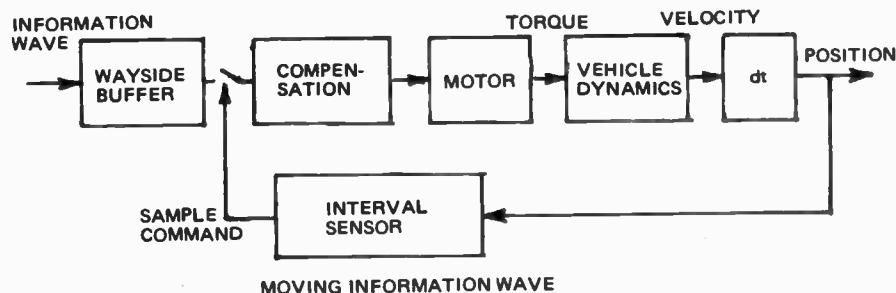 INFORMATION
WAVE
WAYSIDE
BUFFER
COMPEN-
SATION
MOTOR
TORQUE
VEHICLE
DYNAMICS
VELOCITY
dt
POSITION
SAMPLE
COMMAND
INTERVAL
SENSOR
MOVING INFORMATION WAVE